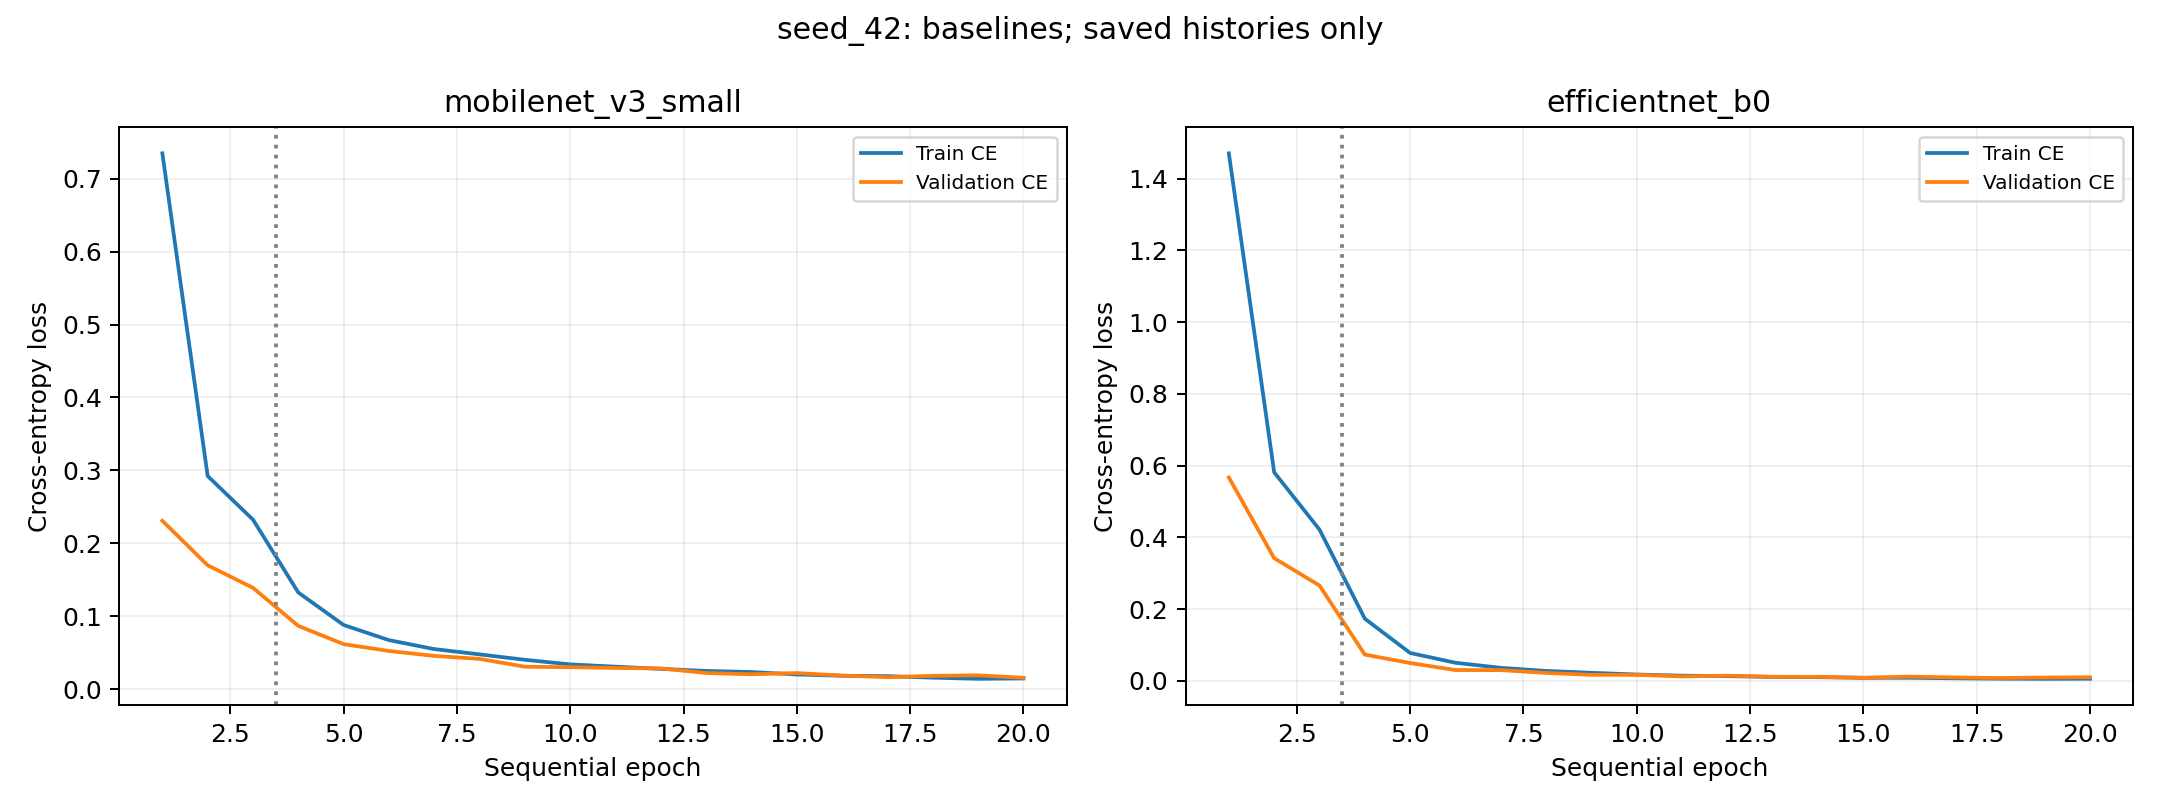 seed_42: baselines; saved histories only
mobilenet_v3_small
Train CE
Validation CE
0.7
0.6
0.5
0.4
0.3
0.2
0.1
0.0
Cross-entropy loss
2.5 5.0 7.5 10.0 12.5 15.0 17.5 20.0
Sequential epoch
efficientnet_b0
Train CE
Validation CE
1.4
1.2
1.0
0.8
0.6
0.4
0.2
0.0
Cross-entropy loss
2.5 5.0 7.5 10.0 12.5 15.0 17.5 20.0
Sequential epoch